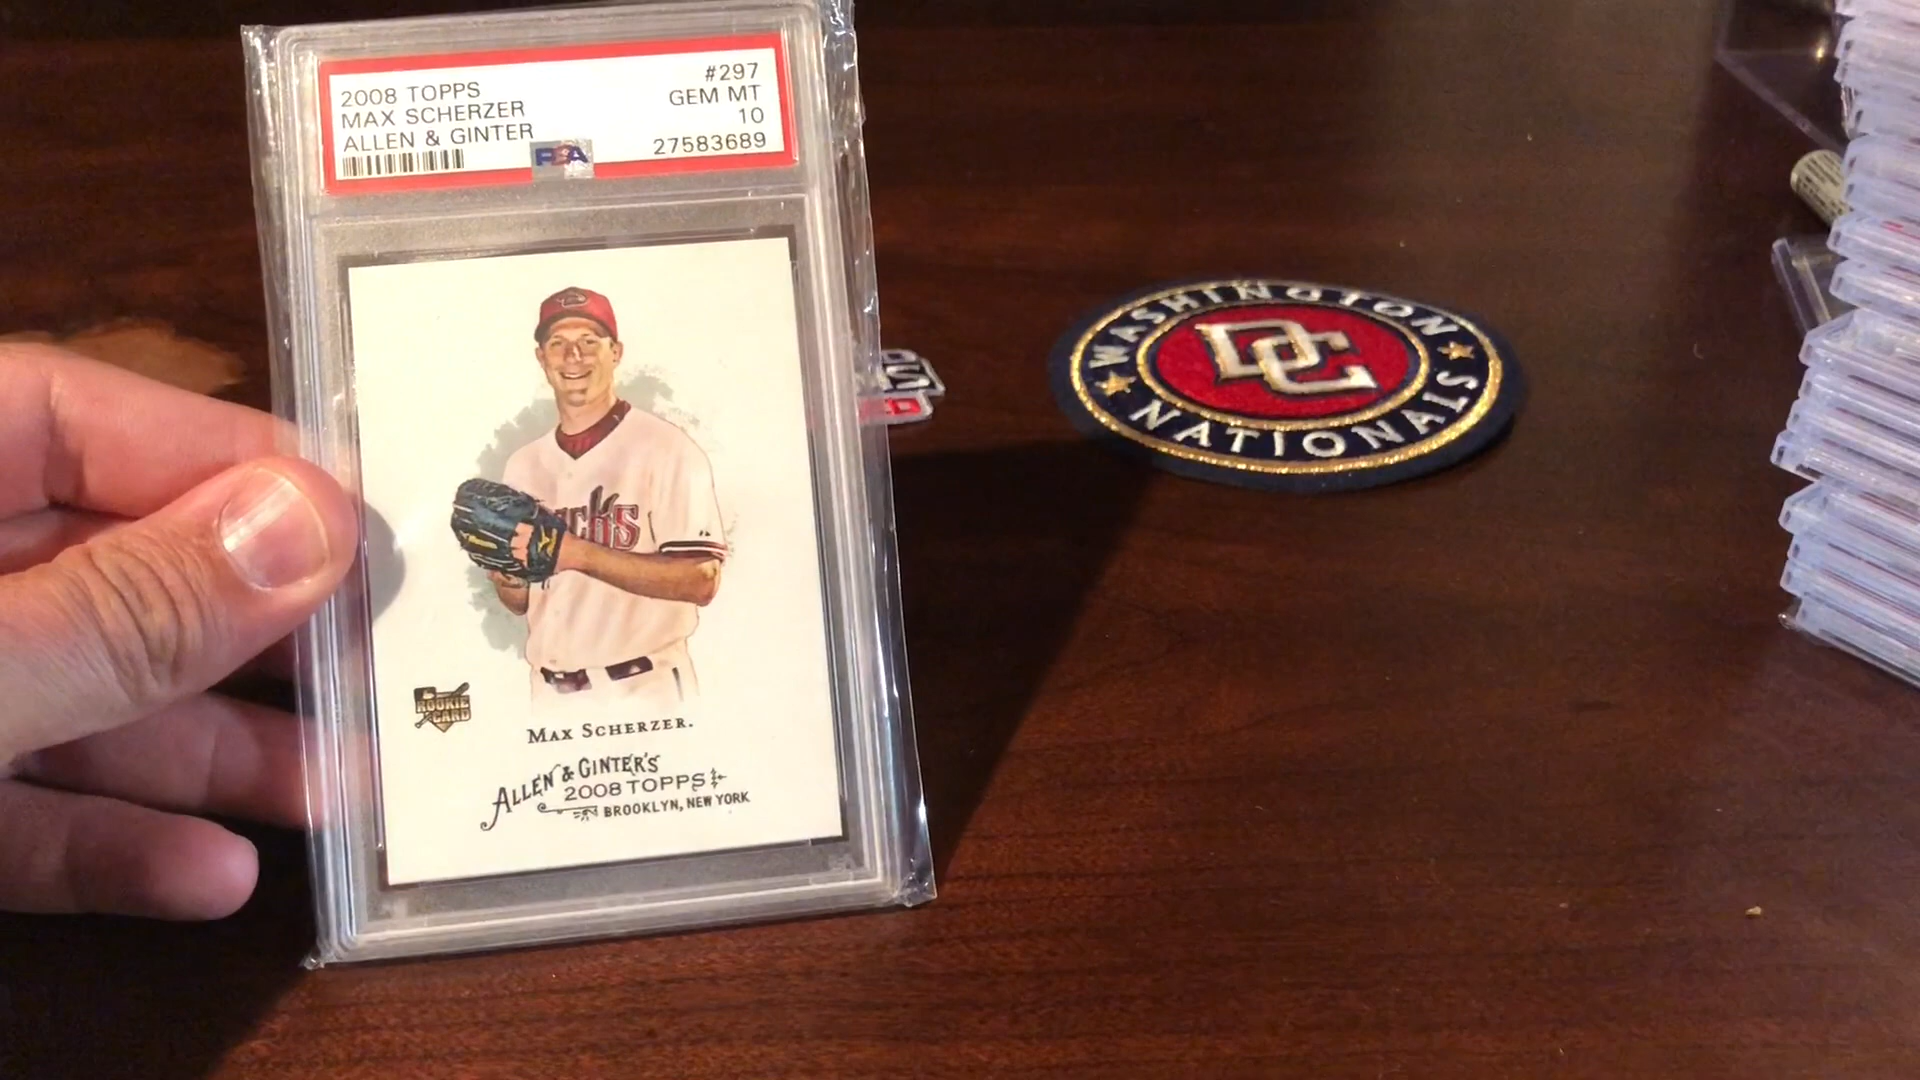 2008 TOPPS #297
MAX SCHERZER GEM MT
ALLEN & GINTER 10
27583689
PSA
ROOKIE
CARD
MAX SCHERZER.
ALLEN & GINTER'S
2008 TOPPS
BROOKLYN, NEW YORK
WASHINGTON
DC
NATIONALS